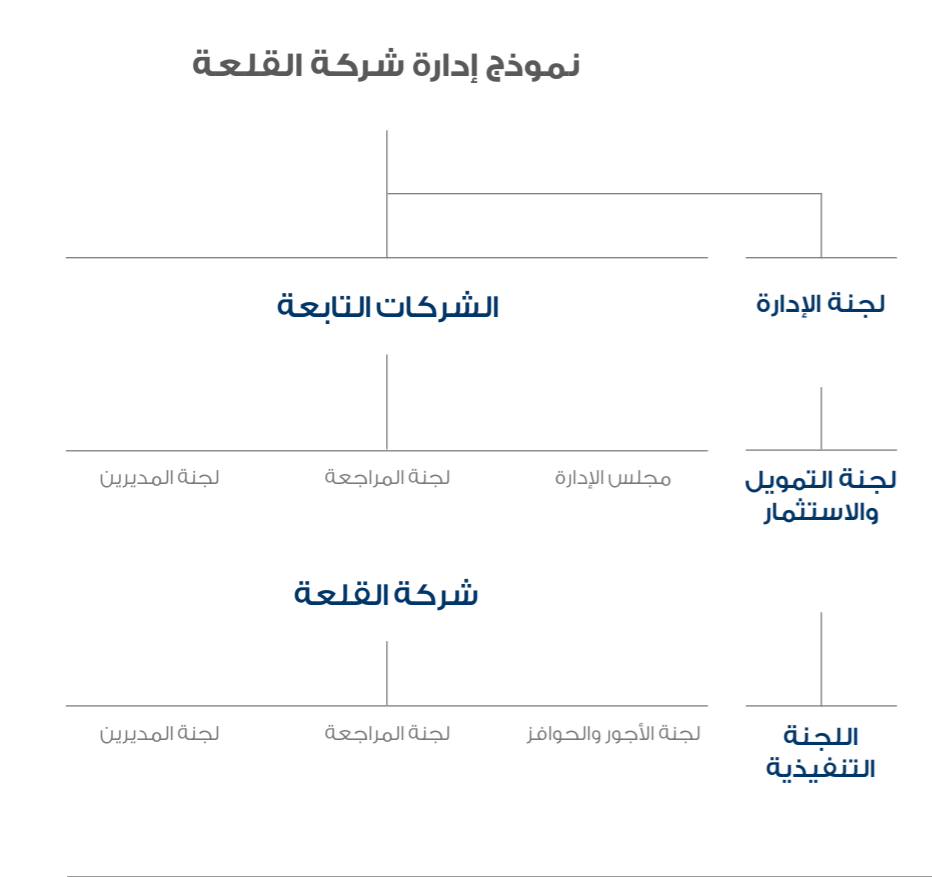 نموذج إدارة شركة القلعة
لجنة الإدارة
الشركات التابعة
لجنة التمويل
والاستثمار
مجلس الإدارة
لجنة المراجعة
لجنة المديرين
شركة القلعة
اللجنة
التنفيذية
لجنة الأجور والحوافز
لجنة المراجعة
لجنة المديرين